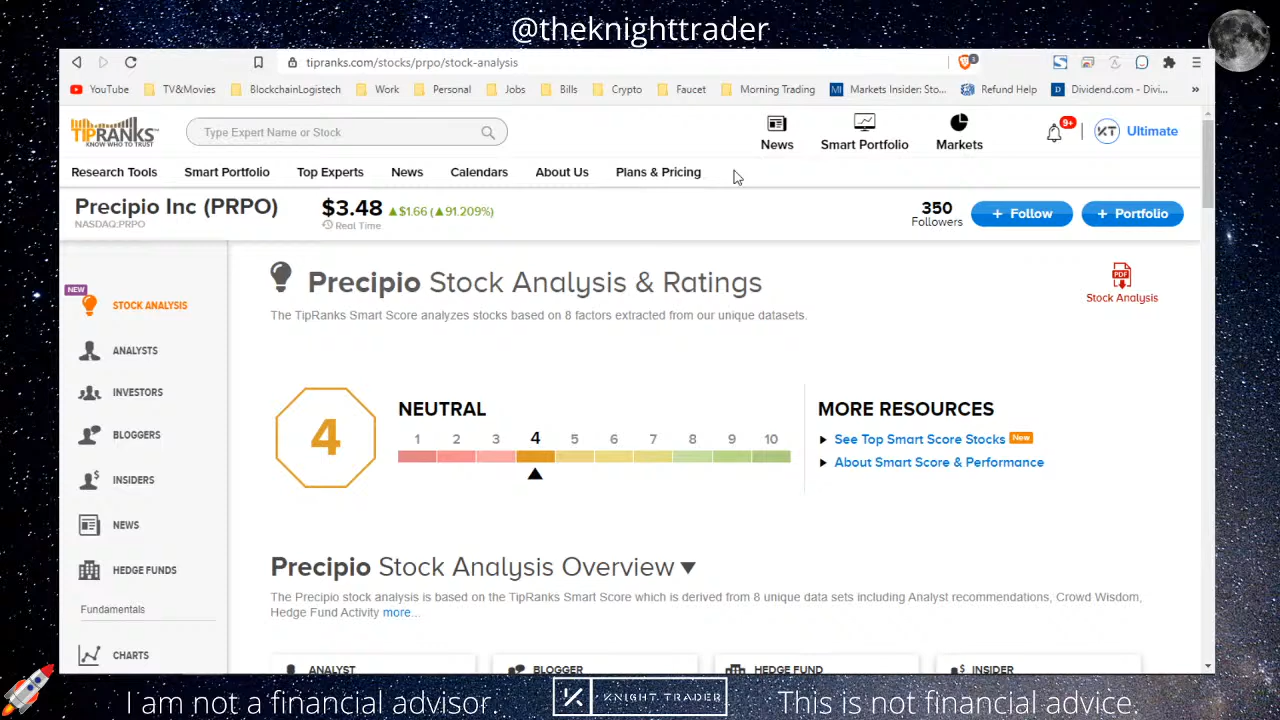 @theknighttrader
tipranks.com/stocks/prpo/stock-analysis
YouTube TV&Movies BlockchainLogistech Work Personal Jobs Bills Crypto Faucet Morning Trading Markets Insider: Sto... Refund Help Dividend.com - Divi... »
TIPRANKS
KNOW WHO TO TRUST
Type Expert Name or Stock
News Smart Portfolio Markets
9+ KT Ultimate
Research Tools Smart Portfolio Top Experts News Calendars About Us Plans & Pricing
Precipio Inc (PRPO)
NASDAQ:PRPO
$3.48 ▲$1.66 (▲91.209%)
Real Time
350
Followers
+ Follow
+ Portfolio
NEW
STOCK ANALYSIS
ANALYSTS
INVESTORS
BLOGGERS
INSIDERS
NEWS
HEDGE FUNDS
Fundamentals
CHARTS
Precipio Stock Analysis & Ratings
The TipRanks Smart Score analyzes stocks based on 8 factors extracted from our unique datasets.
PDF
Stock Analysis
4
NEUTRAL
1 2 3 4 5 6 7 8 9 10
MORE RESOURCES
See Top Smart Score Stocks New
About Smart Score & Performance
Precipio Stock Analysis Overview
The Precipio stock analysis is based on the TipRanks Smart Score which is derived from 8 unique data sets including Analyst recommendations, Crowd Wisdom,
Hedge Fund Activity more...
ANALYST BLOGGER HEDGE FUND INSIDER
I am not a financial advisor.
KNIGHT TRADER
This is not financial advice.